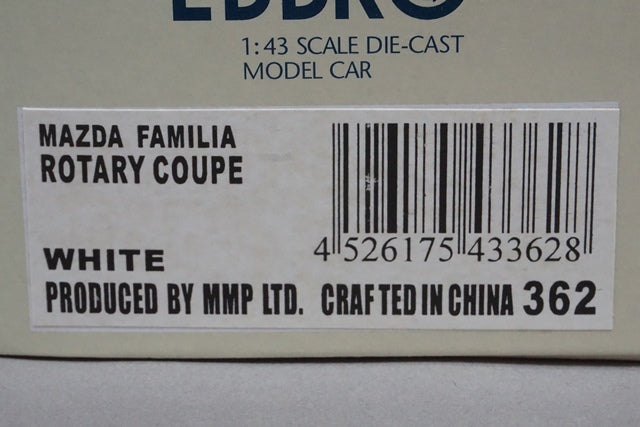 EBBRO
1:43 SCALE DIE-CAST
MODEL CAR
MAZDA FAMILIA
ROTARY COUPE
WHITE
4 526175 433628
PRODUCED BY MMP LTD. CRAFTED IN CHINA 362